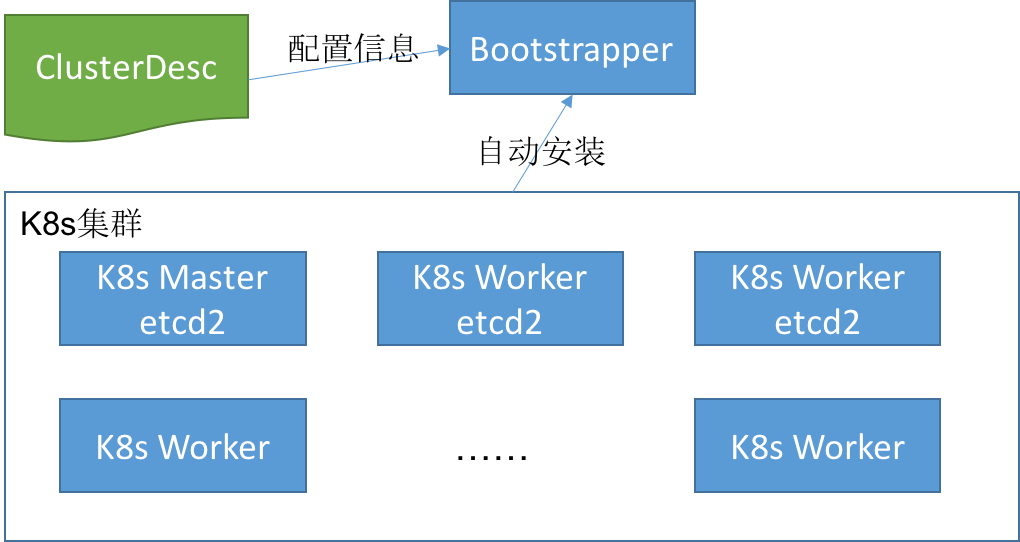 ClusterDesc
配置信息
Bootstrapper
自动安装
K8s集群
K8s Master
etcd2
K8s Worker
etcd2
K8s Worker
etcd2
K8s Worker
......
K8s Worker